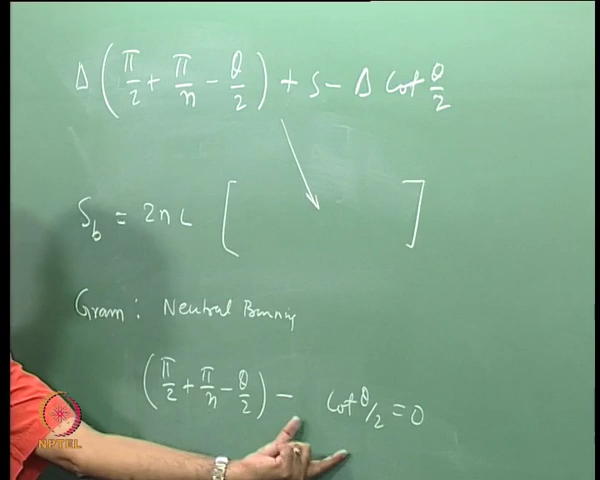 Δ(π/2 + π/n − θ/2) + S − Δ Cot θ/2
S_b = 2nL [ ]
Gram: Neutral Burning
(π/2 + π/n − θ/2) − Cot θ/2 = 0
NPTEL